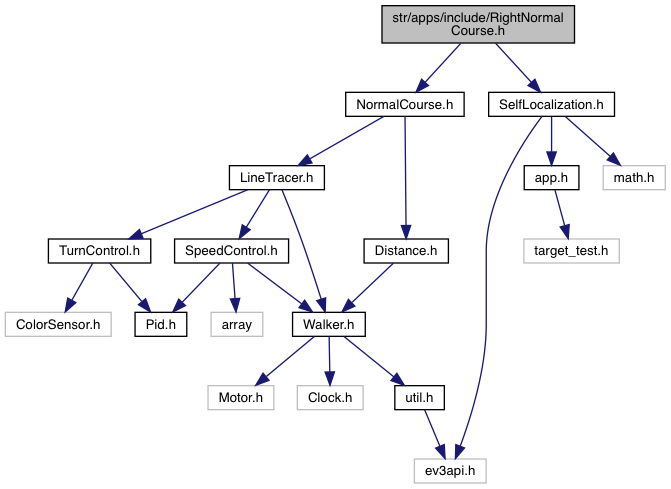 str/apps/include/RightNormal
Course.h
NormalCourse.h
SelfLocalization.h
LineTracer.h
app.h
math.h
TurnControl.h
SpeedControl.h
Distance.h
target_test.h
ColorSensor.h
Pid.h
array
Walker.h
Motor.h
Clock.h
util.h
ev3api.h